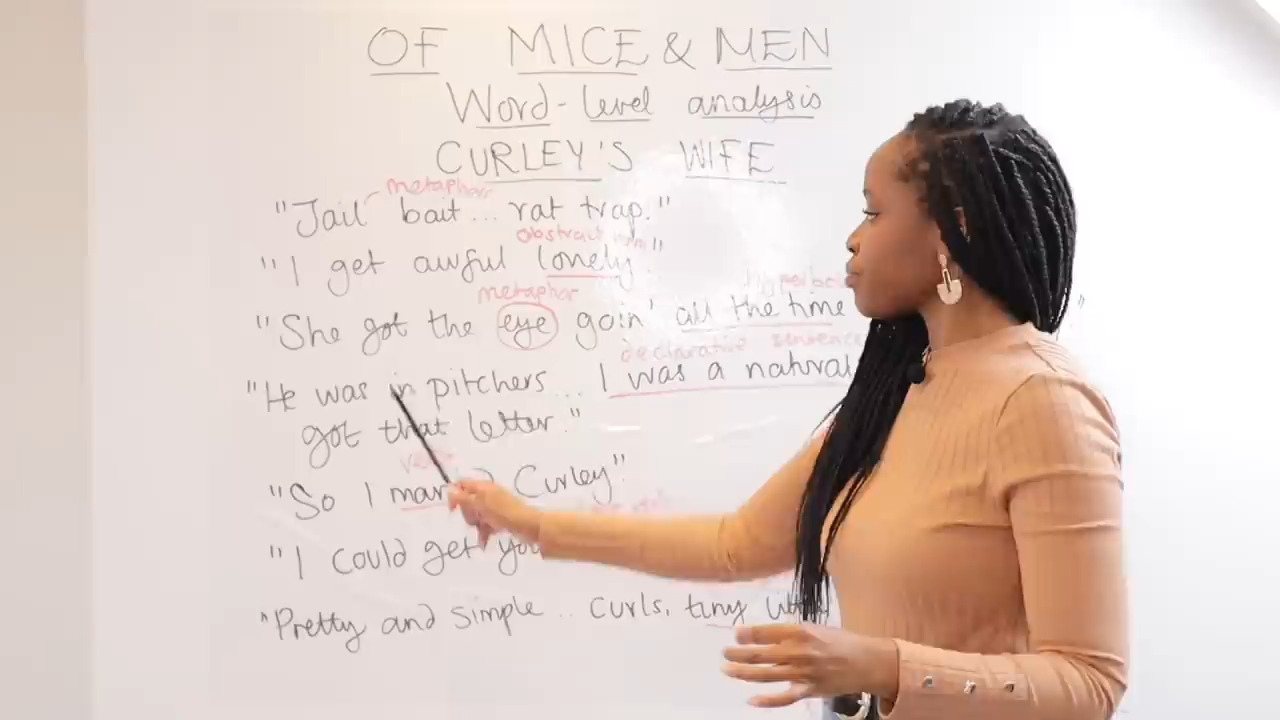 OF MICE & MEN
Word-level analysis
CURLEY'S WIFE
metaphor
"Jail bait... rat trap."
abstract
"I get awful lonely."
metaphor
"She got the eye goin' all the time
declarative sentence
"He was in pitchers... I was a natural
got that letter."
"So I Curley"
"I could get
"Pretty and simple.. curls, tiny